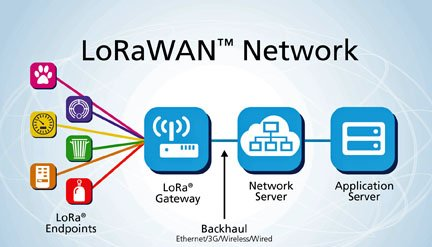 LoRaWAN™ Network
LoRa®
Endpoints
LoRa®
Gateway
Network
Server
Application
Server
Backhaul
Ethernet/3G/Wireless/Wired